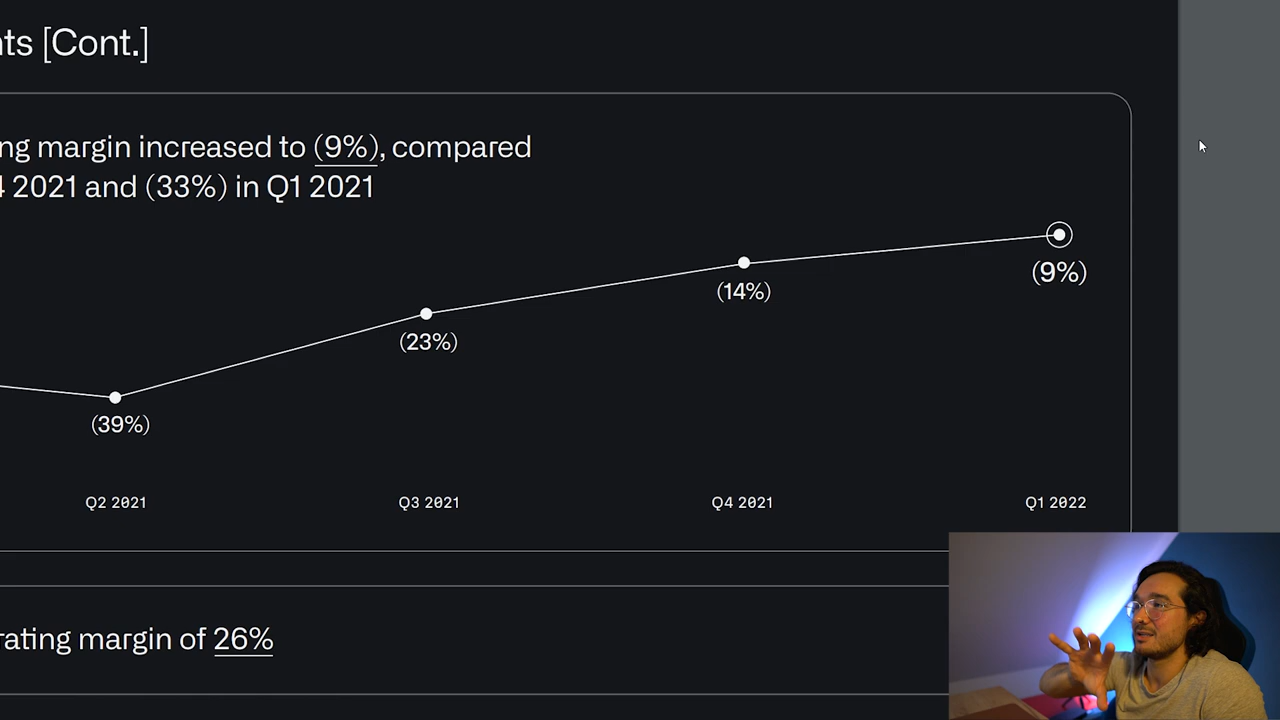 nts [Cont.]
ng margin increased to (9%), compared
4 2021 and (33%) in Q1 2021
(9%)
(14%)
(23%)
(39%)
Q2 2021 Q3 2021 Q4 2021 Q1 2022
rating margin of 26%